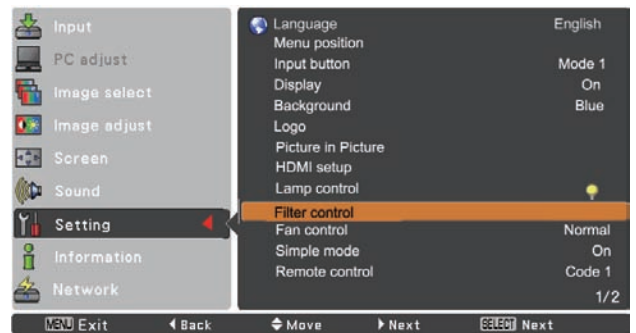 Input
PC adjust
Image select
Image adjust
Screen
Sound
Setting
Information
Network
Language English
Menu position
Input button Mode 1
Display On
Background Blue
Logo
Picture in Picture
HDMI setup
Lamp control
Filter control
Fan control Normal
Simple mode On
Remote control Code 1
1/2
MENU Exit Back Move Next SELECT Next